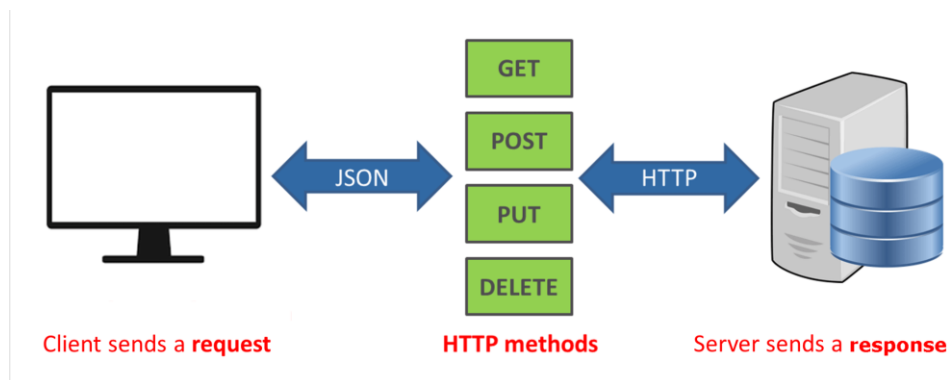 GET
POST
JSON
HTTP
PUT
DELETE
Client sends a request
HTTP methods
Server sends a response